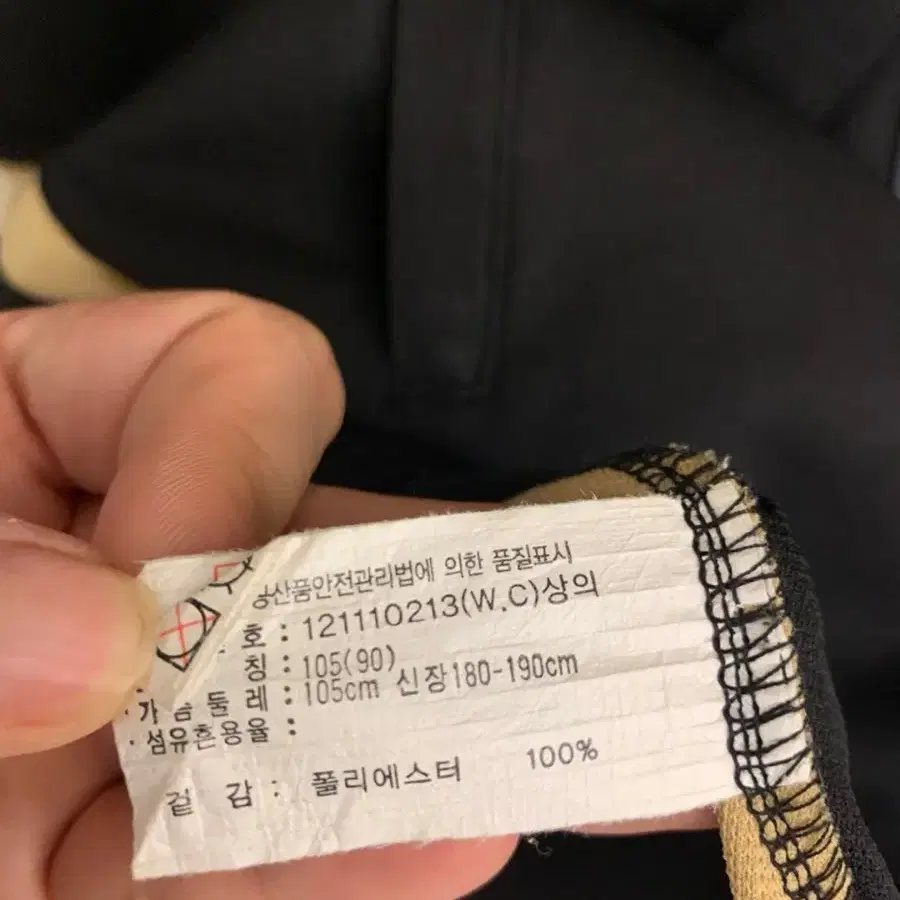 공산품안전관리법에 의한 품질표시
호 : 121110213(W.C)상의
칭 : 105(90)
· 가슴둘레 : 105cm 신장180-190cm
· 섬유혼용율 :
겉 감 : 폴리에스터 100%